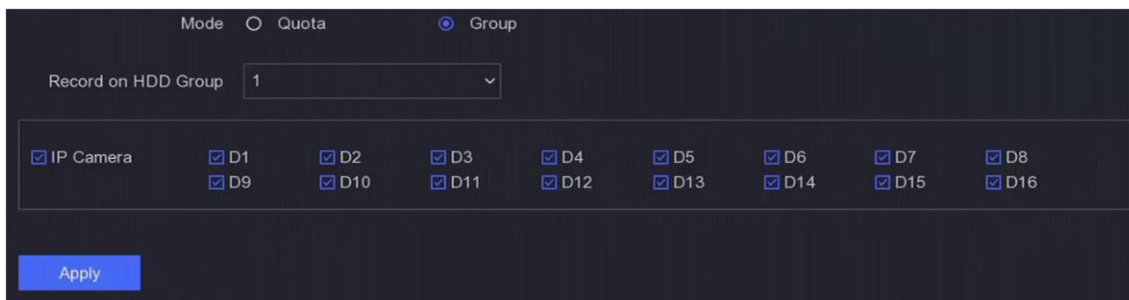 Mode Quota Group
Record on HDD Group 1
IP Camera D1 D2 D3 D4 D5 D6 D7 D8
D9 D10 D11 D12 D13 D14 D15 D16
Apply